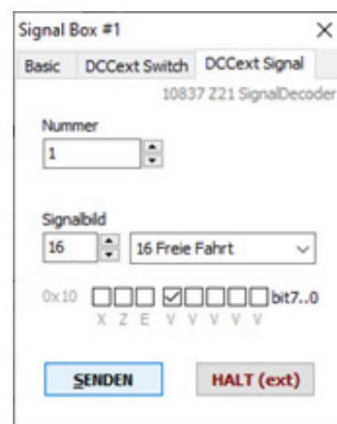 Signal Box #1
Basic DCCext Switch DCCext Signal
10837 Z21 SignalDecoder
Nummer
1
Signalbild
16 16 Freie Fahrt
0x10 bit7..0
X Z E V V V V V
SENDEN HALT (ext)